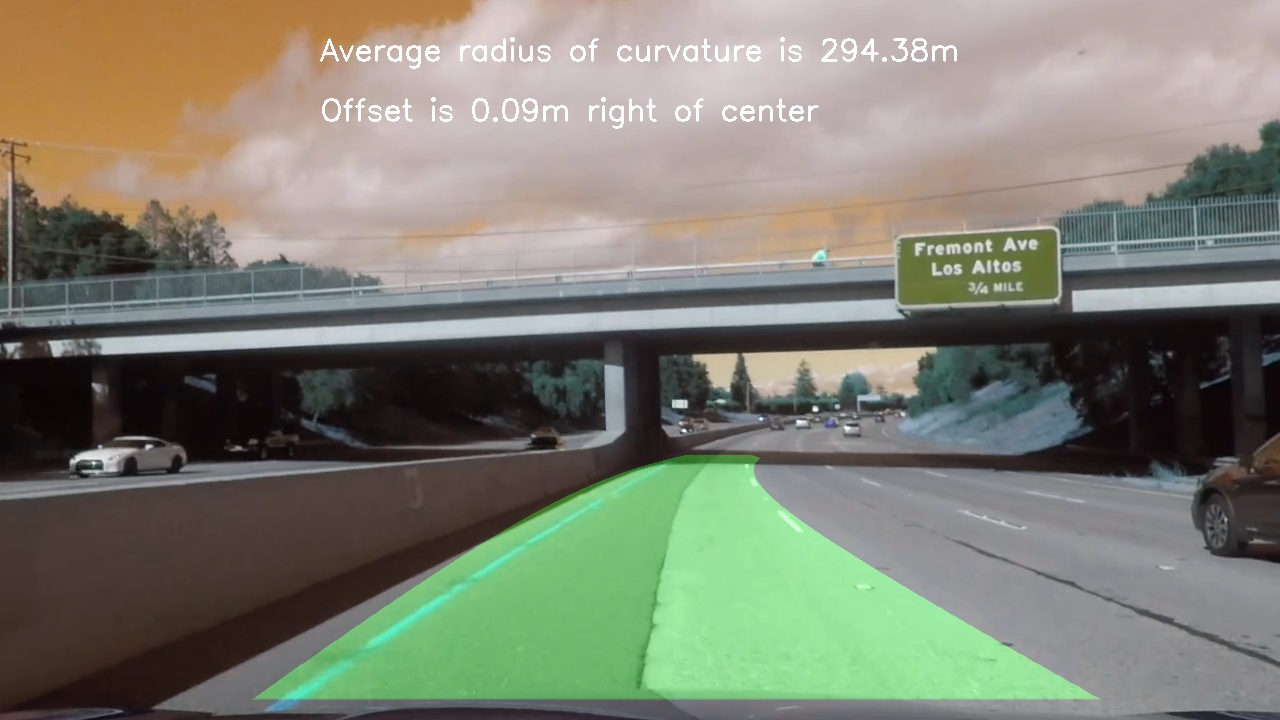 Average radius of curvature is 294.38m
Offset is 0.09m right of center
Fremont Ave
Los Altos
3/4 MILE